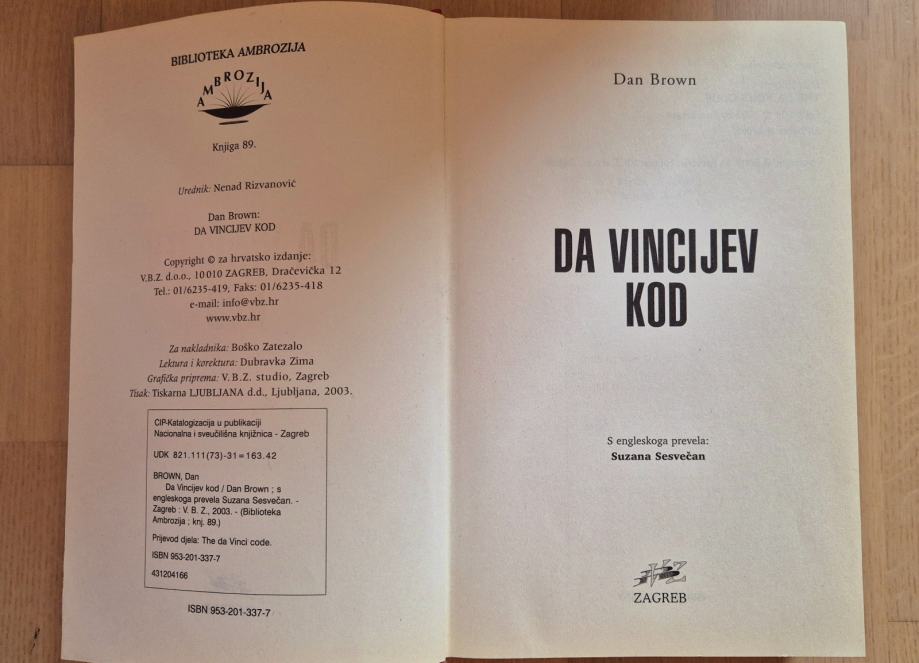 BIBLIOTEKA AMBROZIJA
AMBROZIJA
Knjiga 89.
Urednik: Nenad Rizvanović
Dan Brown:
DA VINCIJEV KOD
Copyright © za hrvatsko izdanje:
V.B.Z. d.o.o., 10010 ZAGREB, Dračevička 12
Tel.: 01/6235-419, Faks: 01/6235-418
e-mail: info@vbz.hr
www.vbz.hr
Za nakladnika: Boško Zatezalo
Lektura i korektura: Dubravka Zima
Grafička priprema: V.B.Z. studio, Zagreb
Tisak: Tiskarna LJUBLJANA d.d., Ljubljana, 2003.
CIP-Katalogizacija u publikaciji
Nacionalna i sveučilišna knjižnica - Zagreb
UDK 821.111(73)-31=163.42
BROWN, Dan
Da Vincijev kod / Dan Brown ; s
engleskoga prevela Suzana Sesvečan. -
Zagreb : V. B. Z., 2003. - (Biblioteka
Ambrozija ; knj. 89.)
Prijevod djela: The da Vinci code.
ISBN 953-201-337-7
431204166
ISBN 953-201-337-7
Dan Brown
DA VINCIJEV
KOD
S engleskoga prevela:
Suzana Sesvečan
VBZ
ZAGREB